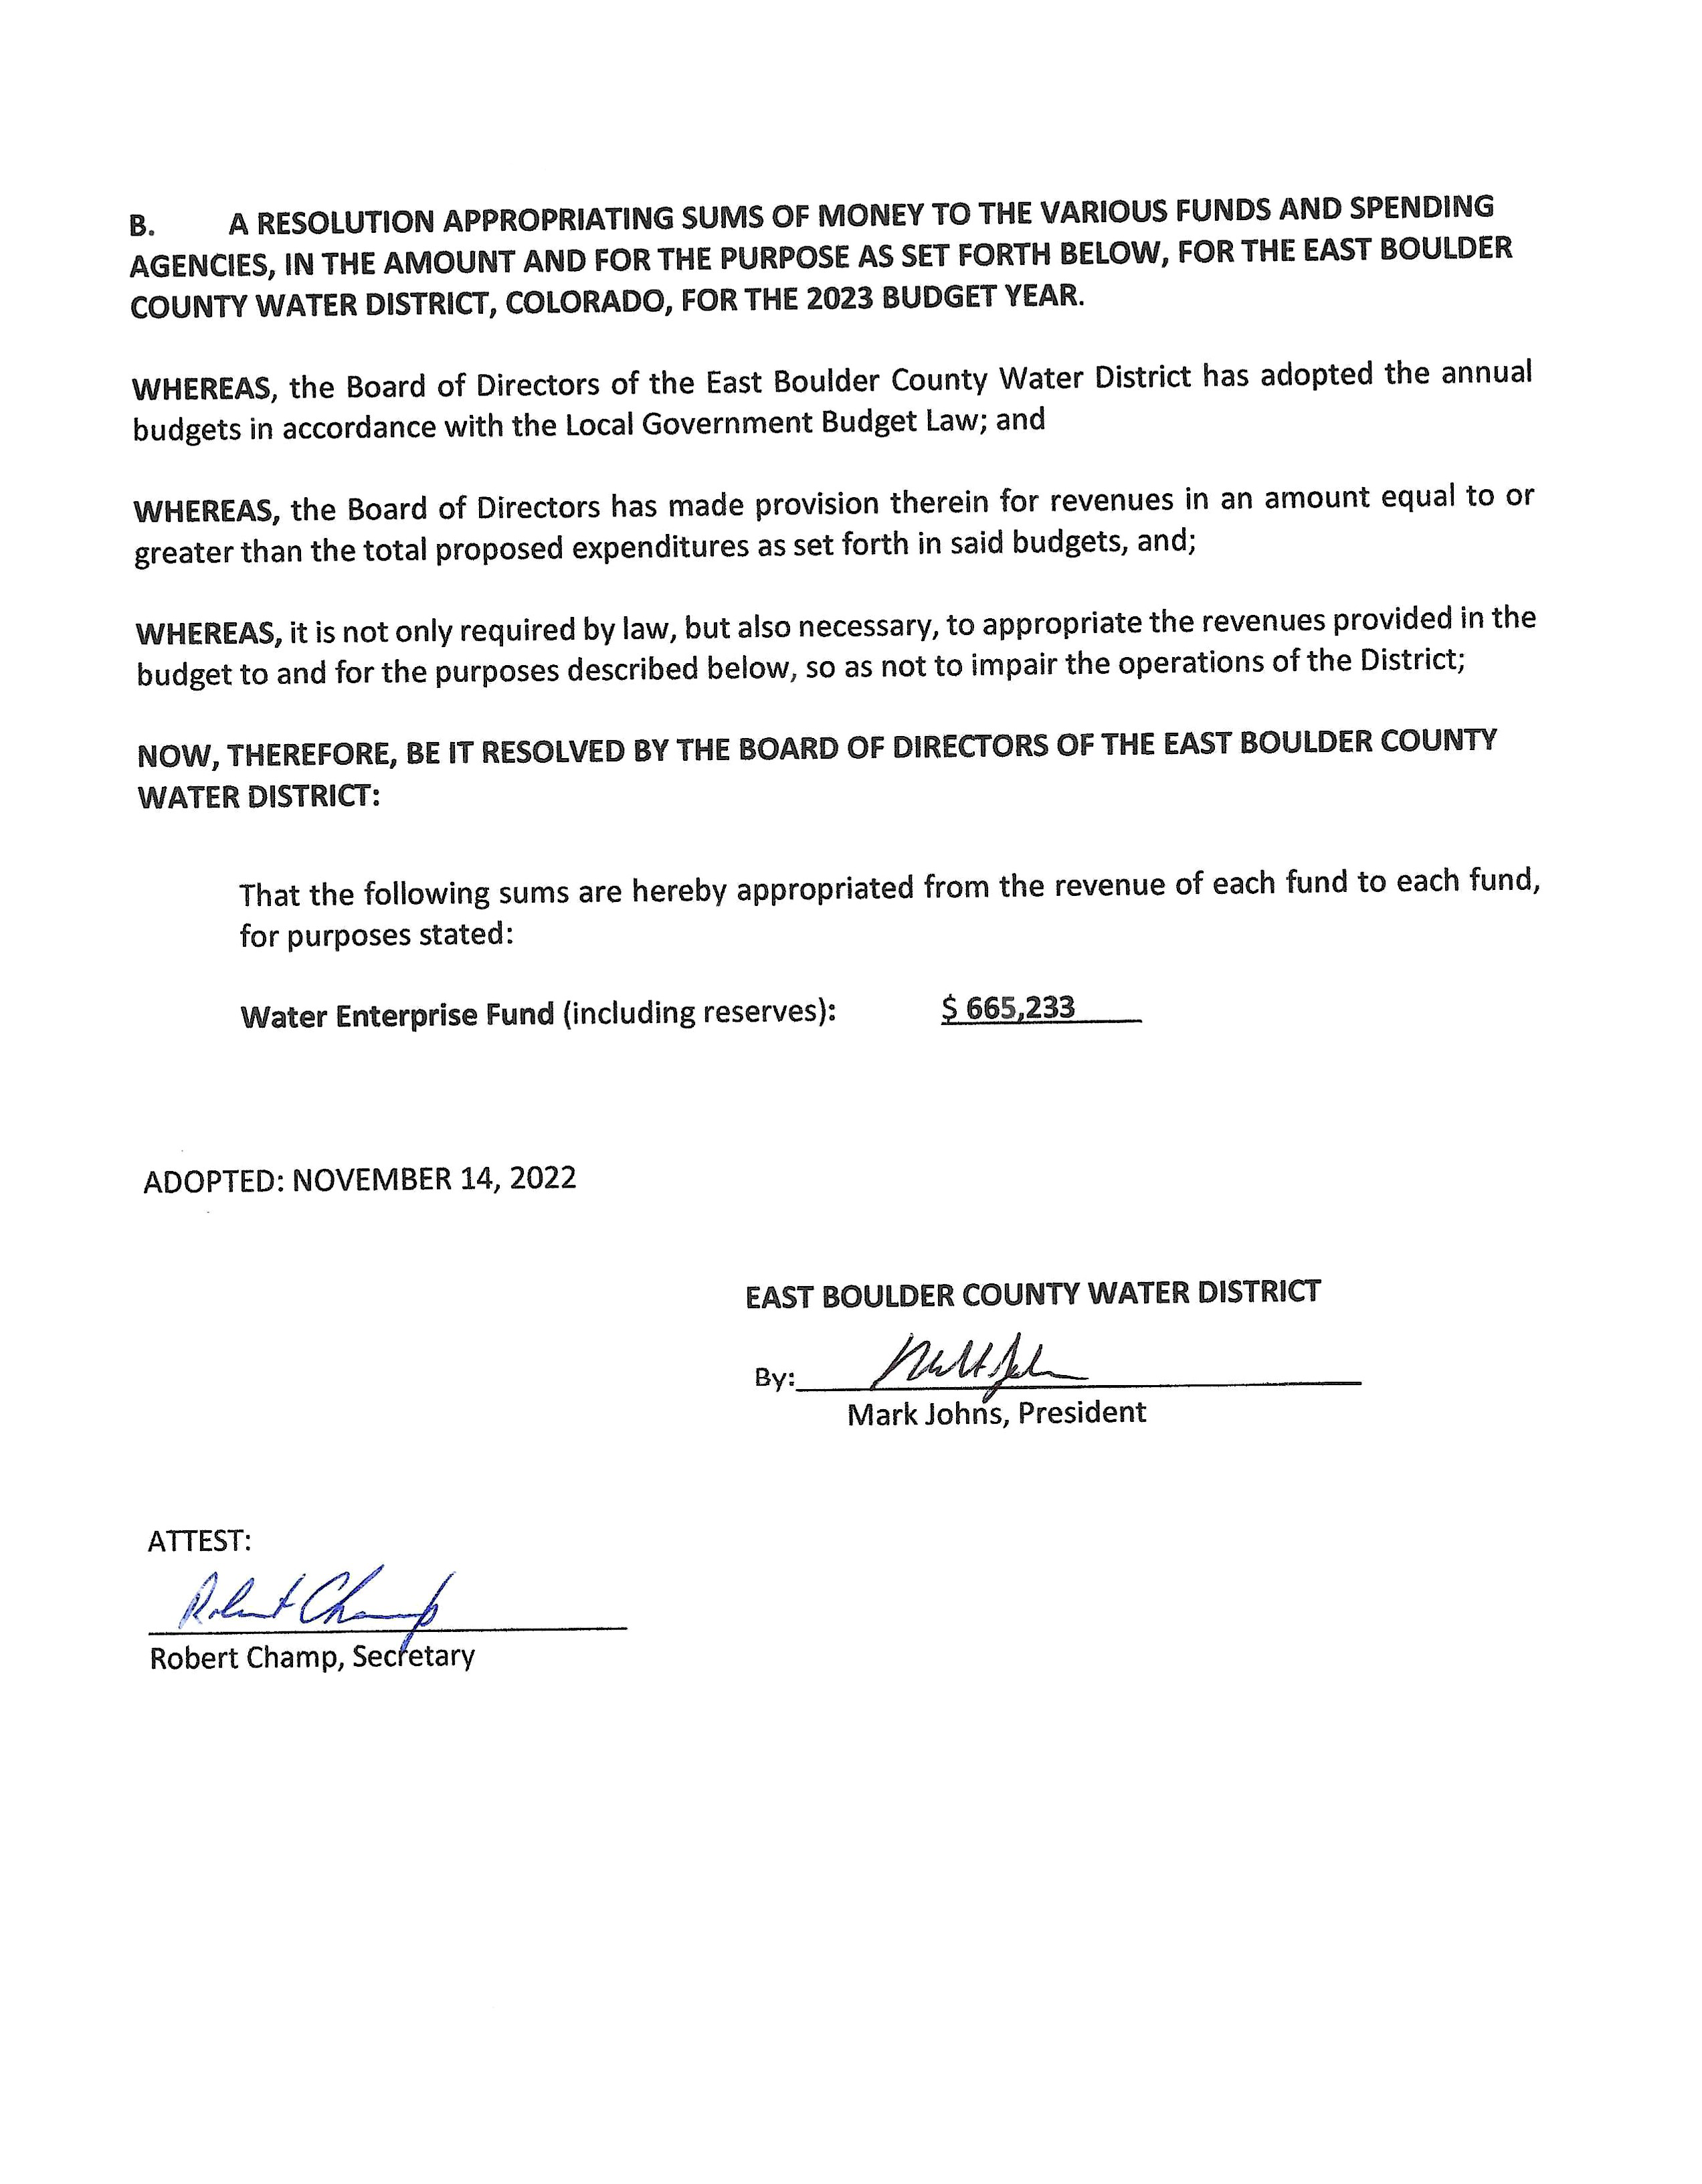 B. A RESOLUTION APPROPRIATING SUMS OF MONEY TO THE VARIOUS FUNDS AND SPENDING
AGENCIES, IN THE AMOUNT AND FOR THE PURPOSE AS SET FORTH BELOW, FOR THE EAST BOULDER
COUNTY WATER DISTRICT, COLORADO, FOR THE 2023 BUDGET YEAR.
WHEREAS, the Board of Directors of the East Boulder County Water District has adopted the annual
budgets in accordance with the Local Government Budget Law; and
WHEREAS, the Board of Directors has made provision therein for revenues in an amount equal to or
greater than the total proposed expenditures as set forth in said budgets, and;
WHEREAS, it is not only required by law, but also necessary, to appropriate the revenues provided in the
budget to and for the purposes described below, so as not to impair the operations of the District;
NOW, THEREFORE, BE IT RESOLVED BY THE BOARD OF DIRECTORS OF THE EAST BOULDER COUNTY
WATER DISTRICT:
That the following sums are hereby appropriated from the revenue of each fund to each fund,
for purposes stated:
Water Enterprise Fund (including reserves): $ 665,233
ADOPTED: NOVEMBER 14, 2022
EAST BOULDER COUNTY WATER DISTRICT
By:
Mark Johns, President
ATTEST:
Robert Champ
Robert Champ, Secretary